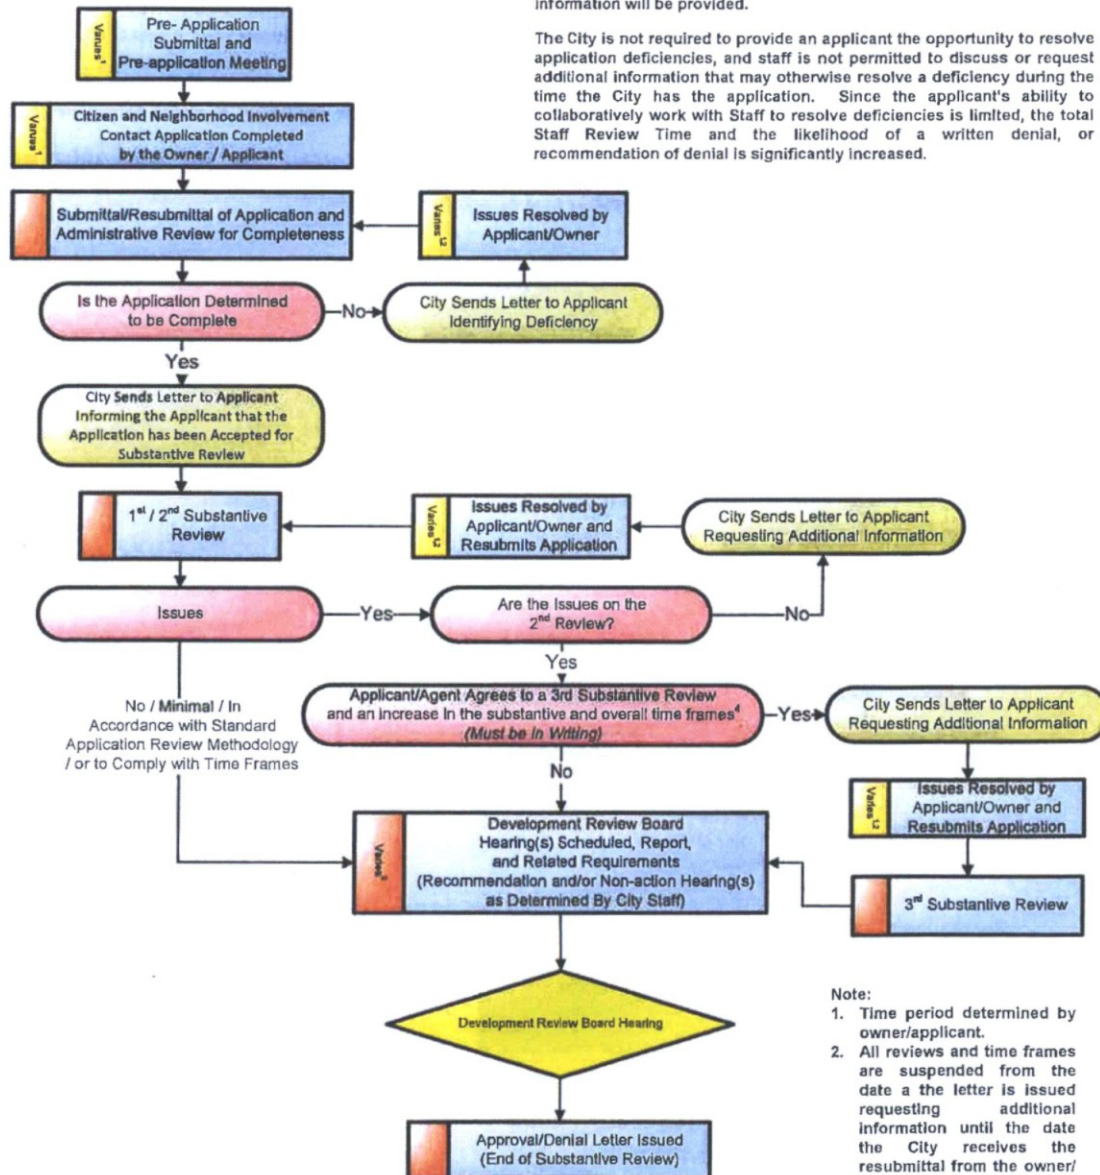 information will be provided.
The City is not required to provide an applicant the opportunity to resolve
application deficiencies, and staff is not permitted to discuss or request
additional information that may otherwise resolve a deficiency during the
time the City has the application. Since the applicant's ability to
collaboratively work with Staff to resolve deficiencies is limited, the total
Staff Review Time and the likelihood of a written denial, or
recommendation of denial is significantly increased.
Varies¹
Pre- Application
Submittal and
Pre-application Meeting
Varies¹
Citizen and Neighborhood Involvement
Contact Application Completed
by the Owner / Applicant
Submittal/Resubmittal of Application and
Administrative Review for Completeness
Varies¹,²
Issues Resolved by
Applicant/Owner
Is the Application Determined
to be Complete
No
City Sends Letter to Applicant
Identifying Deficiency
Yes
City Sends Letter to Applicant
Informing the Applicant that the
Application has been Accepted for
Substantive Review
1st / 2nd Substantive
Review
Varies¹,²
Issues Resolved by
Applicant/Owner and
Resubmits Application
City Sends Letter to Applicant
Requesting Additional Information
Issues
Yes
Are the Issues on the
2nd Review?
No
Yes
No / Minimal / In
Accordance with Standard
Application Review Methodology
/ or to Comply with Time Frames
Applicant/Agent Agrees to a 3rd Substantive Review
and an increase in the substantive and overall time frames⁴
(Must be in Writing)
Yes
City Sends Letter to Applicant
Requesting Additional Information
No
Varies¹,²
Issues Resolved by
Applicant/Owner and
Resubmits Application
Varies
Development Review Board
Hearing(s) Scheduled, Report,
and Related Requirements
(Recommendation and/or Non-action Hearing(s)
as Determined By City Staff)
3rd Substantive Review
Development Review Board Hearing
Approval/Denial Letter Issued
(End of Substantive Review)
Note:
1. Time period determined by
owner/applicant.
2. All reviews and time frames
are suspended from the
date a the letter is issued
requesting additional
information until the date
the City receives the
resubmittal from the owner/